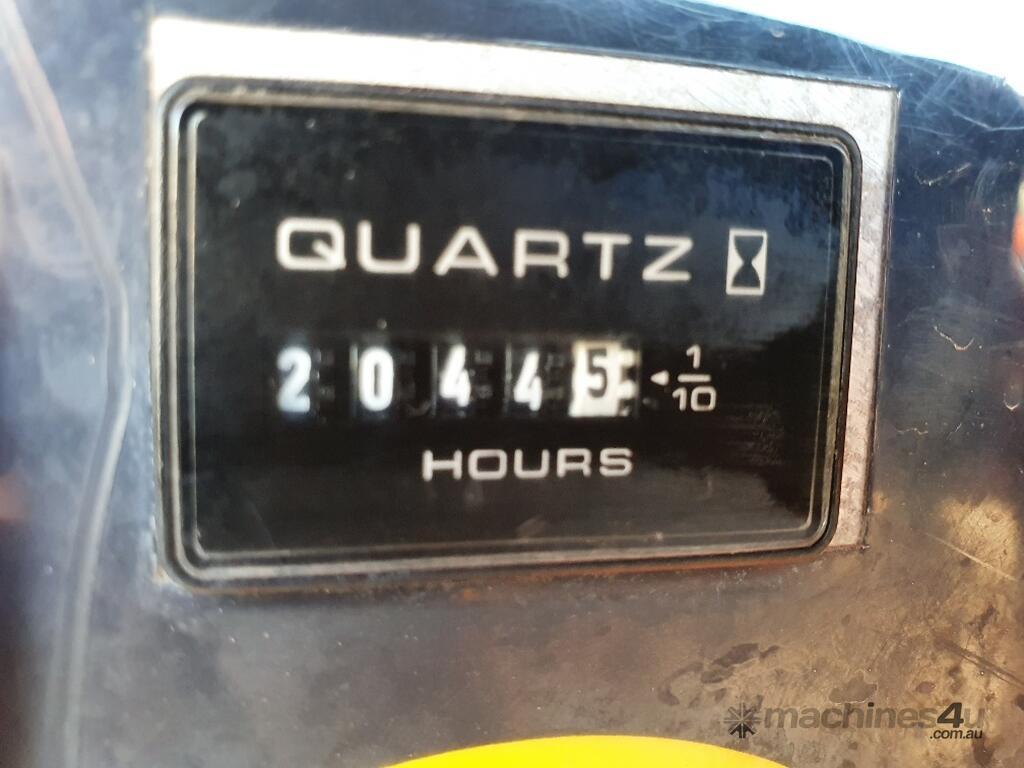 QUARTZ
20445 ◄ 1/10
HOURS
machines4u
.com.au